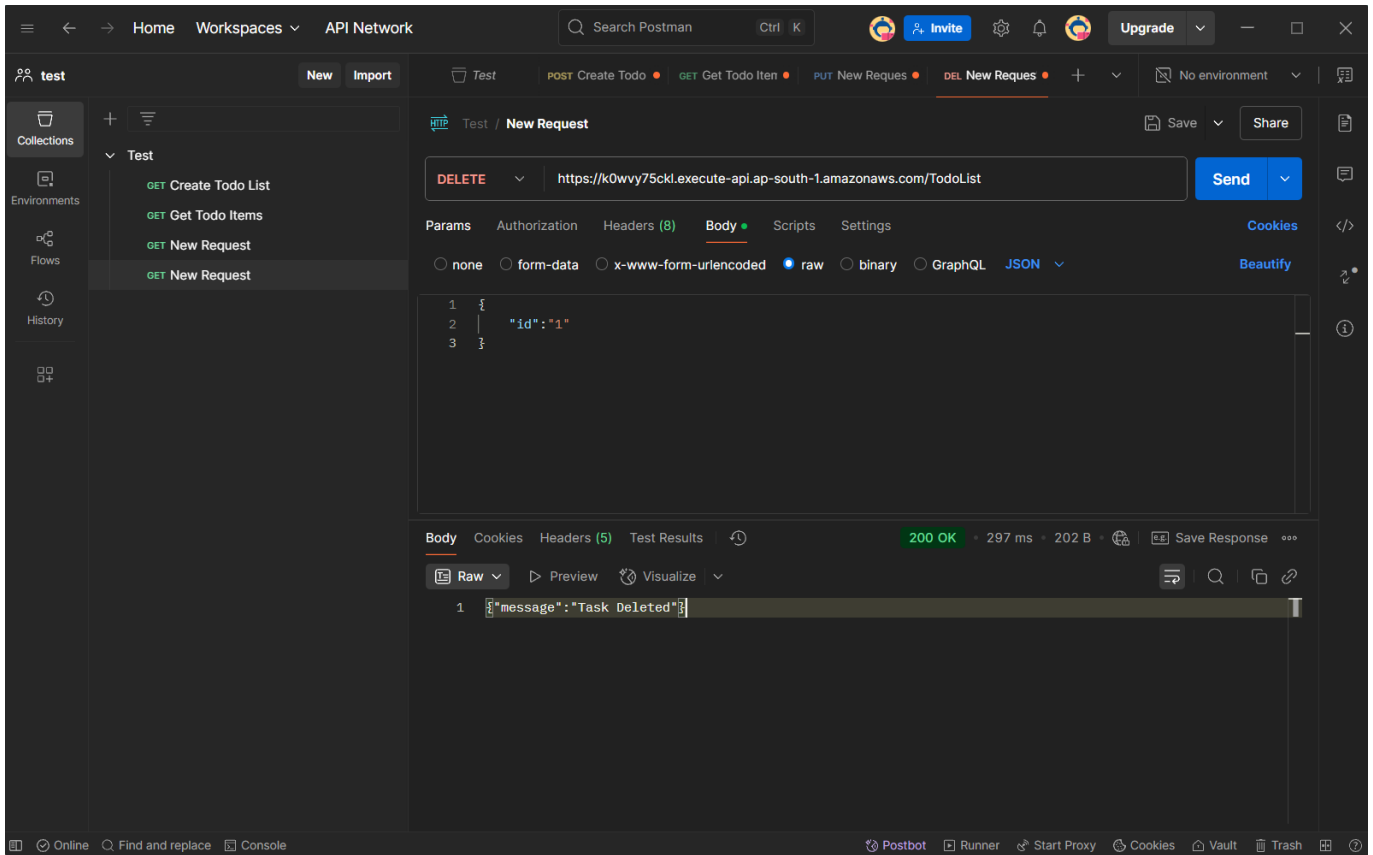 Home Workspaces API Network Search Postman Ctrl K Invite Upgrade
test New Import Test POST Create Todo GET Get Todo Iten PUT New Reques DEL New Reques No environment
Collections
Environments
Flows
History
Test
GET Create Todo List
GET Get Todo Items
GET New Request
GET New Request
HTTP Test / New Request Save Share
DELETE https://k0wvy75ckl.execute-api.ap-south-1.amazonaws.com/TodoList Send
Params Authorization Headers (8) Body Scripts Settings Cookies
none form-data x-www-form-urlencoded raw binary GraphQL JSON Beautify
1 {
2 "id":"1"
3 }
Body Cookies Headers (5) Test Results 200 OK 297 ms 202 B e.g. Save Response
Raw Preview Visualize
1 {"message":"Task Deleted"}
Online Find and replace Console Postbot Runner Start Proxy Cookies Vault Trash